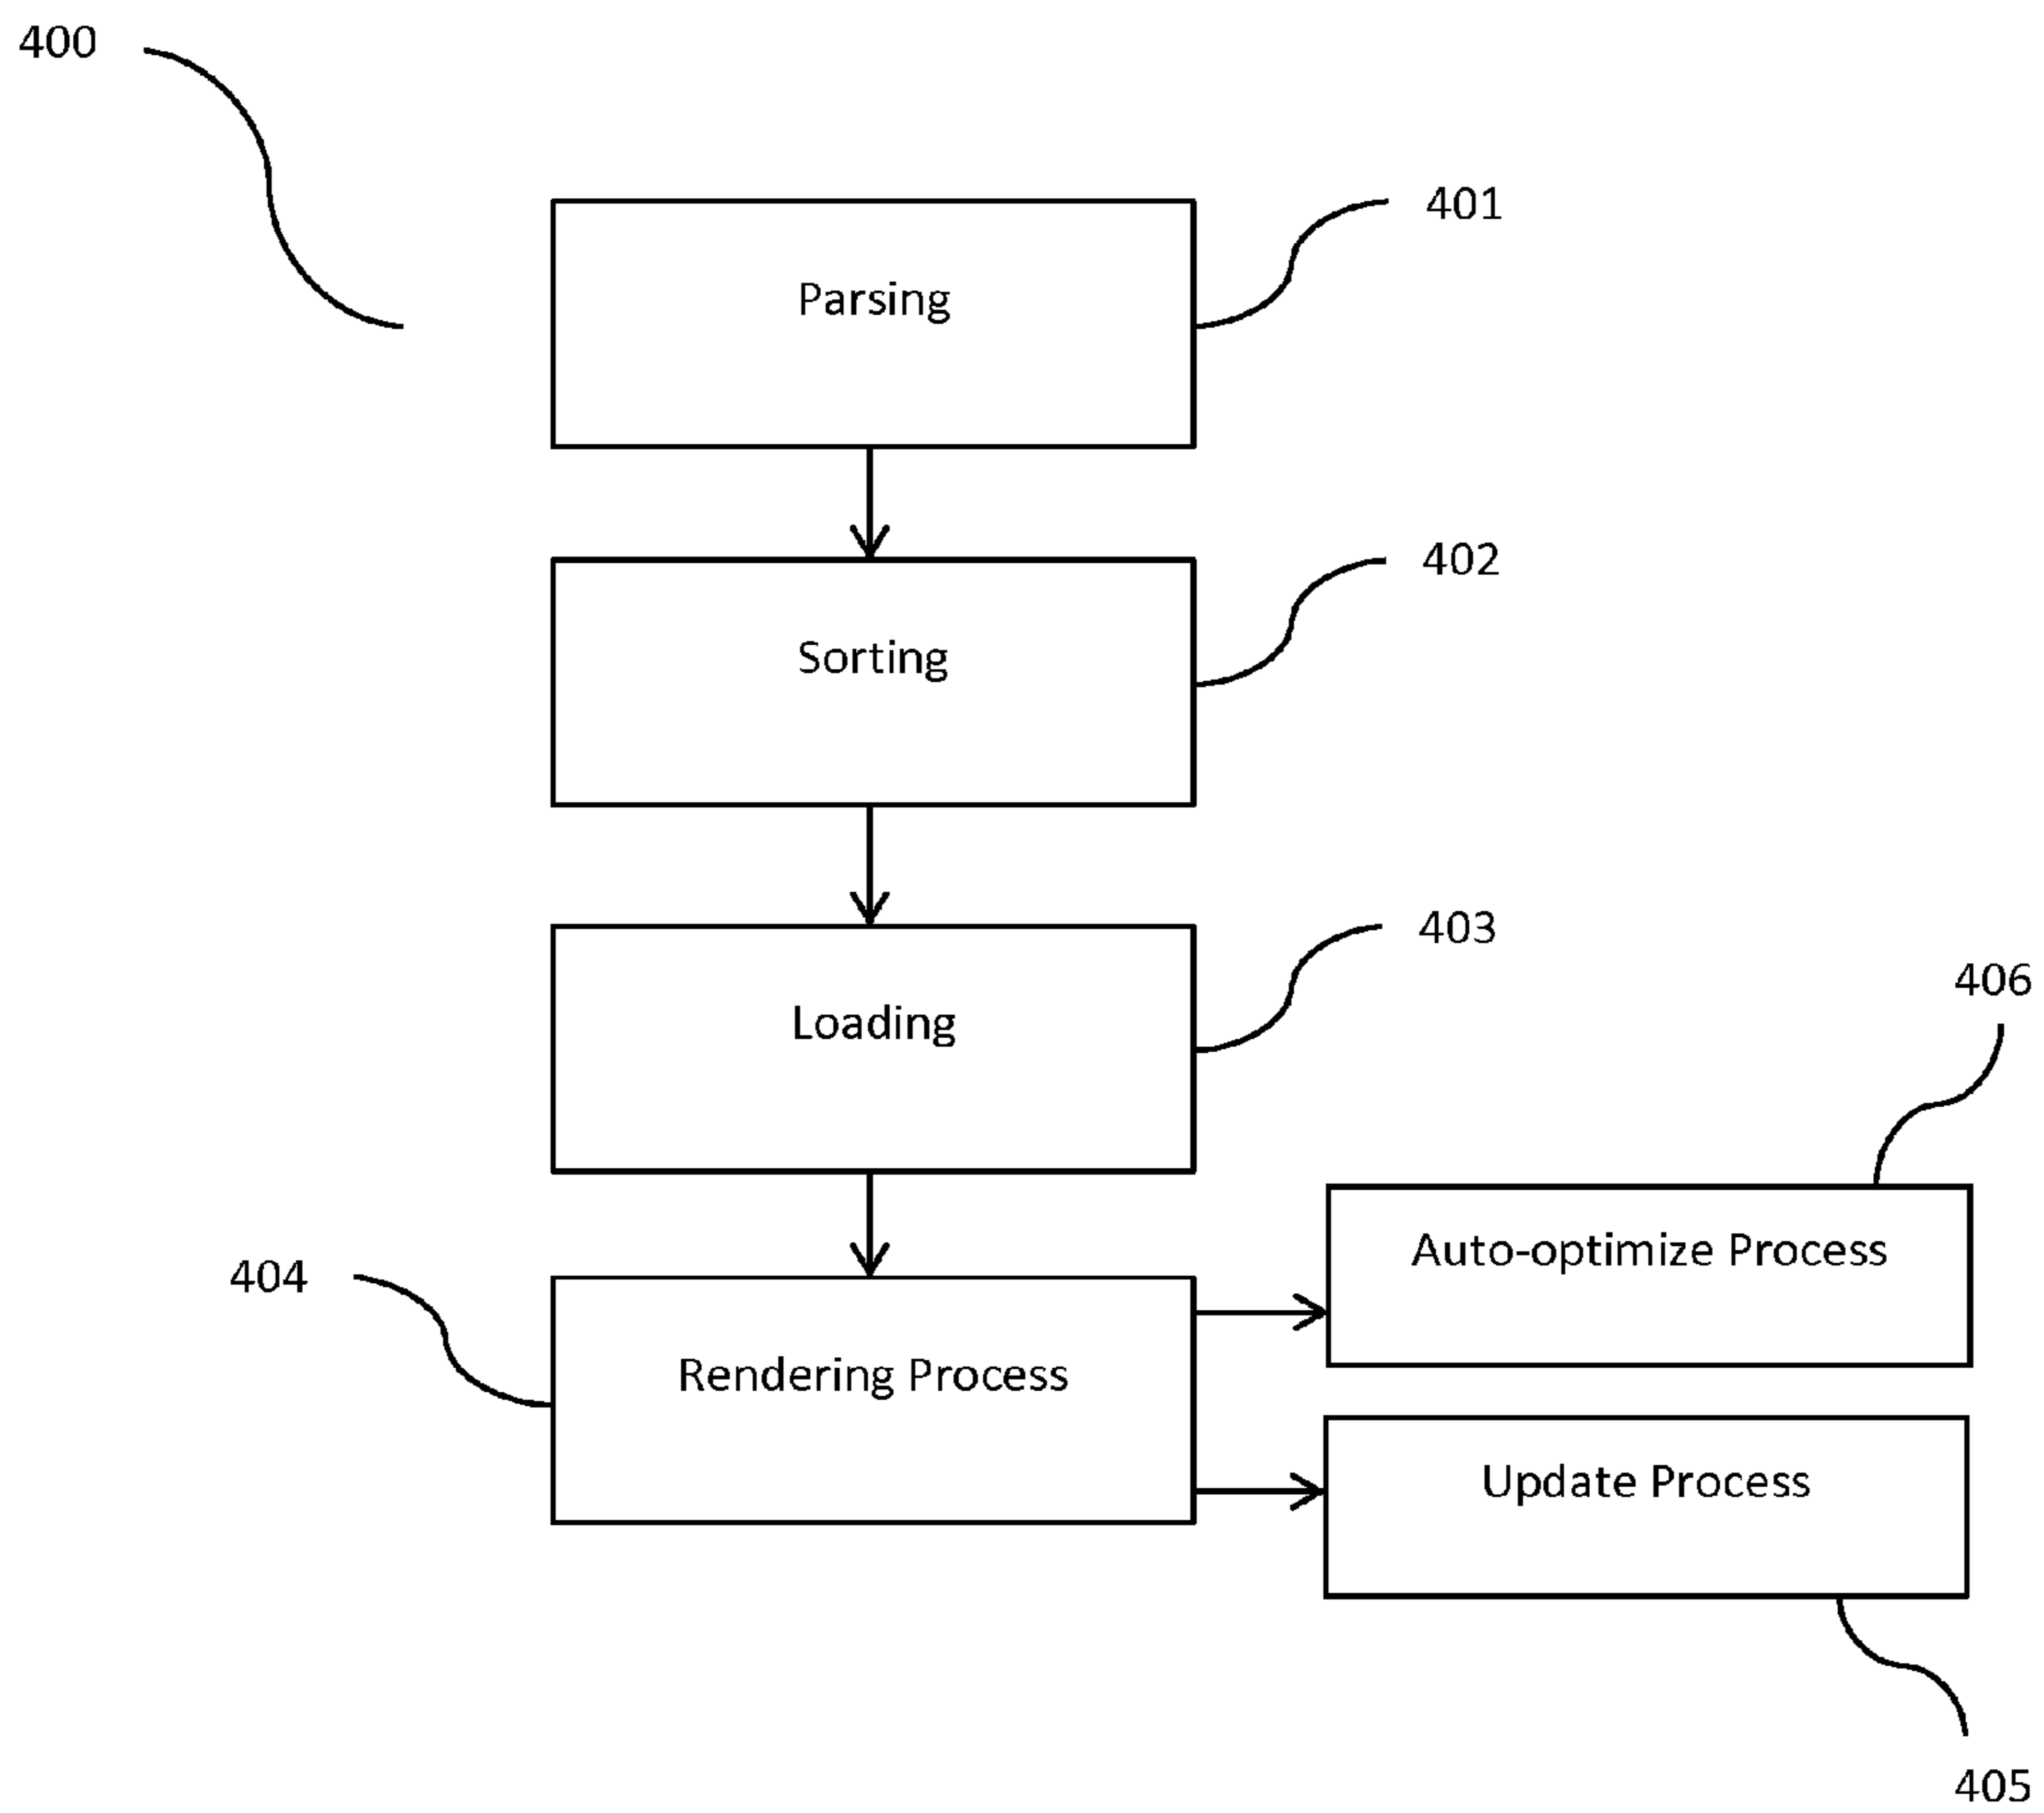 400
401
Parsing
402
Sorting
403
Loading
406
Auto-optimize Process
404
Rendering Process
Update Process
405